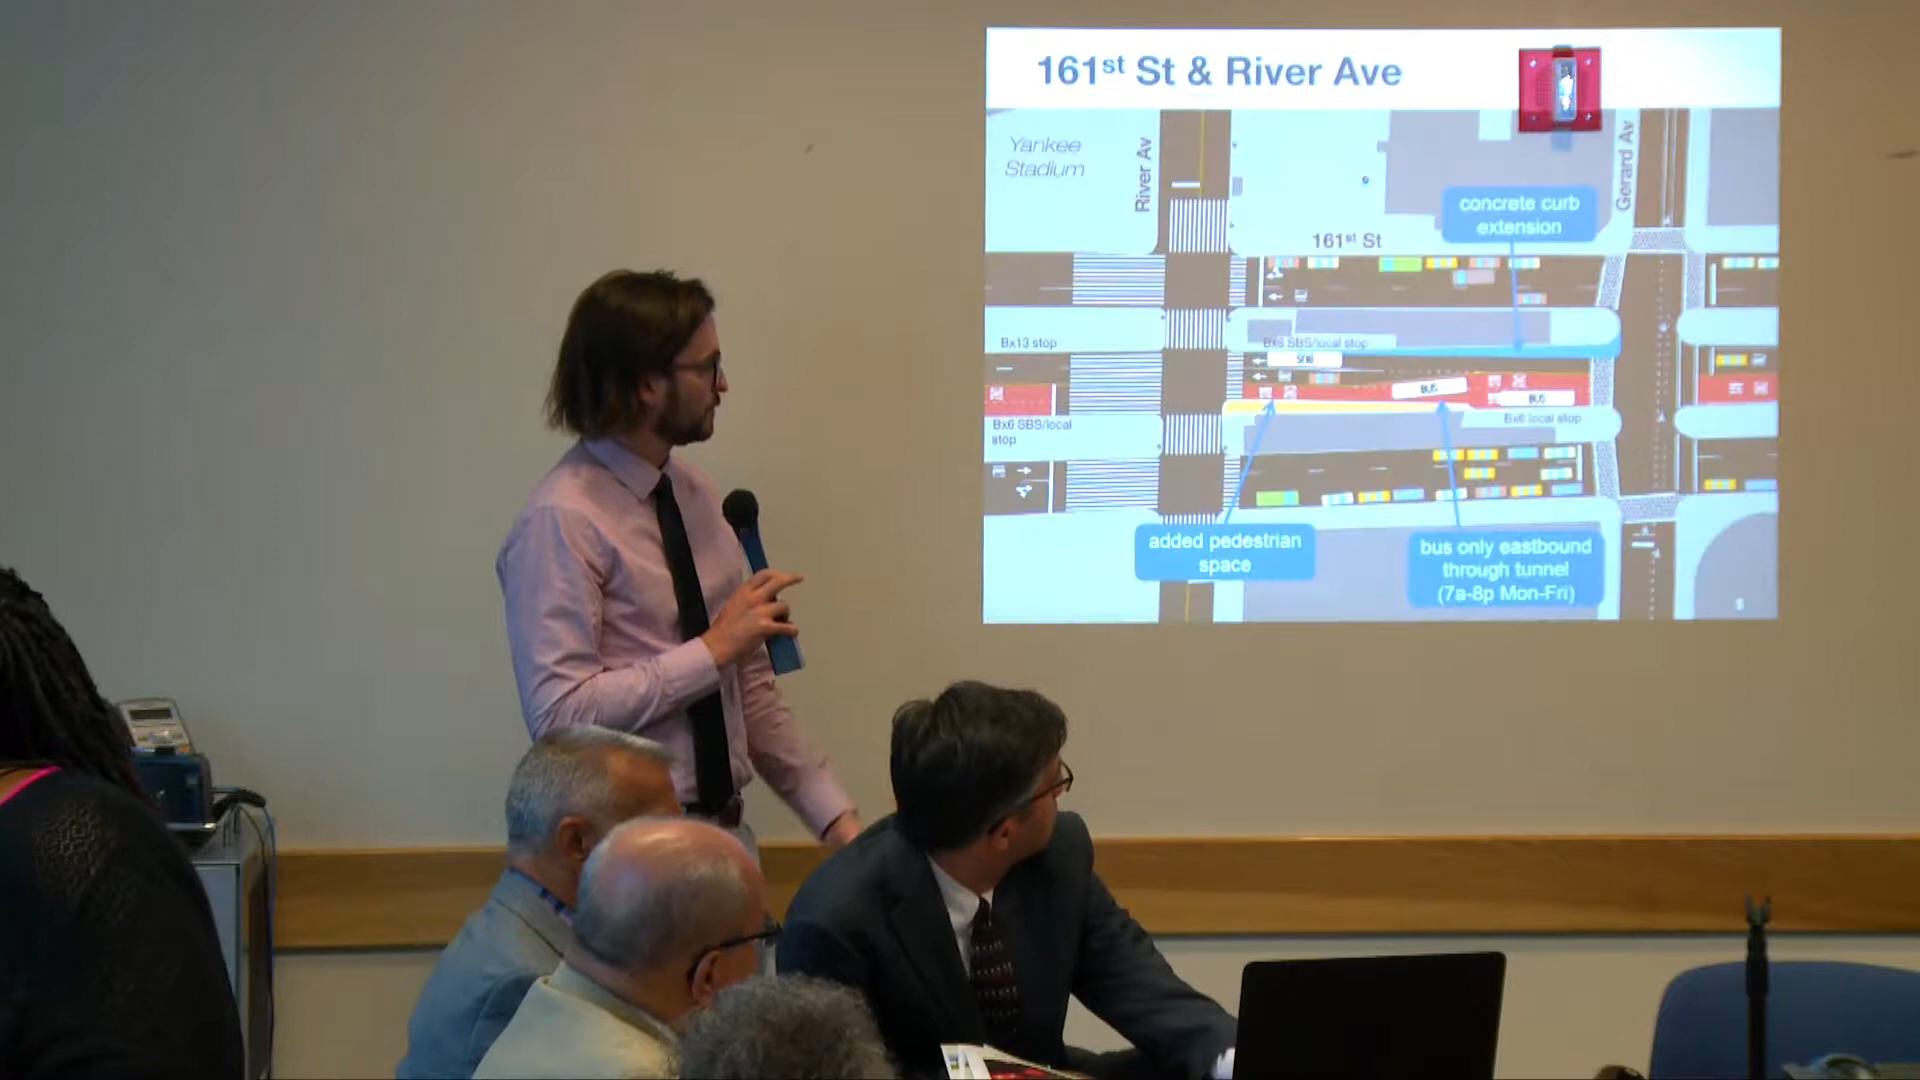 161st St & River Ave
Yankee
Stadium
River Av
Gerard Av
concrete curb
extension
161st St
Bx13 stop
Bx6 SBS/local stop
BUS
BUS
Bx6 SBS/local
stop
Bx6 local stop
added pedestrian
space
bus only eastbound
through tunnel
(7a-8p Mon-Fri)